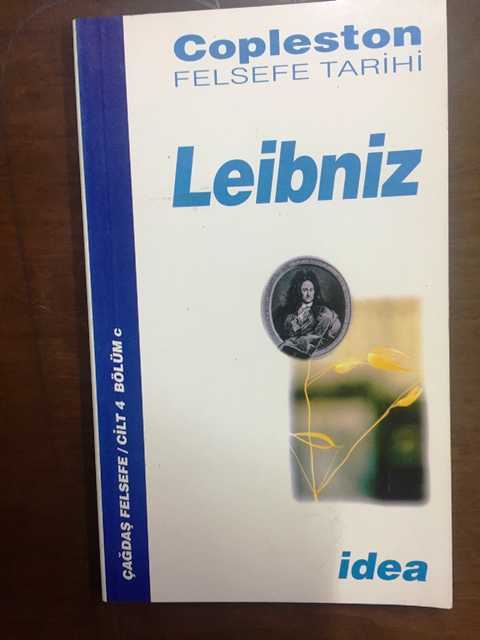 Copleston
FELSEFE TARİHİ
Leibniz
ÇAĞDAŞ FELSEFE / CİLT 4 BÖLÜM c
idea